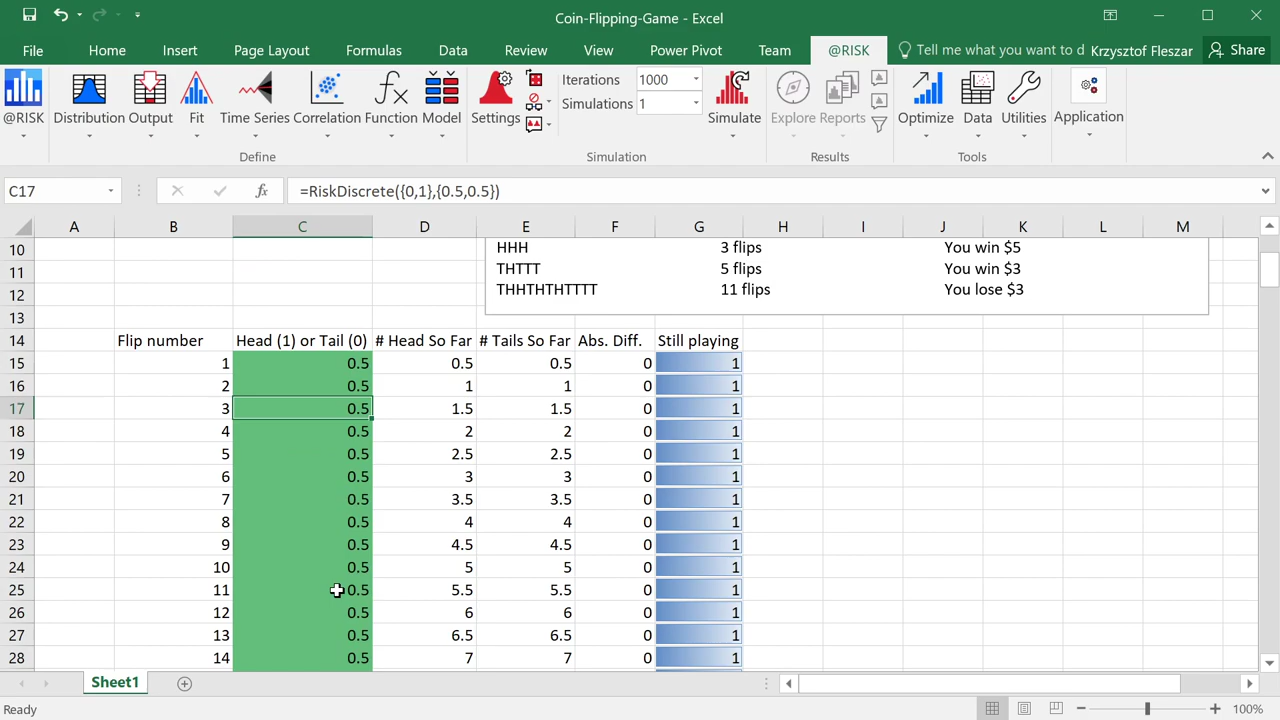 Coin-Flipping-Game - Excel
File Home Insert Page Layout Formulas Data Review View Power Pivot Team @RISK Tell me what you want to d Krzysztof Fleszar Share
Iterations 1000
Simulations 1
@RISK Distribution Output Fit Time Series Correlation Function Model Settings Simulate Explore Reports Optimize Data Utilities Application
Define Simulation Results Tools
C17 fx =RiskDiscrete({0,1},{0.5,0.5})
A B C D E F G H I J K L M
10 HHH 3 flips You win $5
11 THTTT 5 flips You win $3
12 THHTHTHTTTT 11 flips You lose $3
13
14 Flip number Head (1) or Tail (0) # Head So Far # Tails So Far Abs. Diff. Still playing
15 1 0.5 0.5 0.5 0 1
16 2 0.5 1 1 0 1
17 3 0.5 1.5 1.5 0 1
18 4 0.5 2 2 0 1
19 5 0.5 2.5 2.5 0 1
20 6 0.5 3 3 0 1
21 7 0.5 3.5 3.5 0 1
22 8 0.5 4 4 0 1
23 9 0.5 4.5 4.5 0 1
24 10 0.5 5 5 0 1
25 11 0.5 5.5 5.5 0 1
26 12 0.5 6 6 0 1
27 13 0.5 6.5 6.5 0 1
28 14 0.5 7 7 0 1
Sheet1
Ready 100%